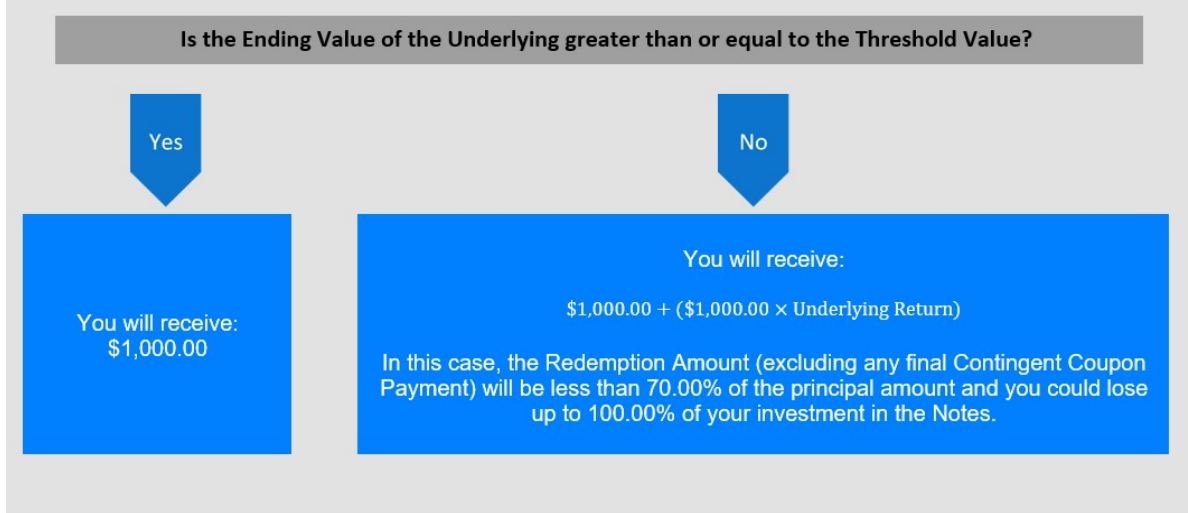 Is the Ending Value of the Underlying greater than or equal to the Threshold Value?
Yes
No
You will receive:
$1,000.00
You will receive:
$1,000.00 + ($1,000.00 × Underlying Return)
In this case, the Redemption Amount (excluding any final Contingent Coupon
Payment) will be less than 70.00% of the principal amount and you could lose
up to 100.00% of your investment in the Notes.